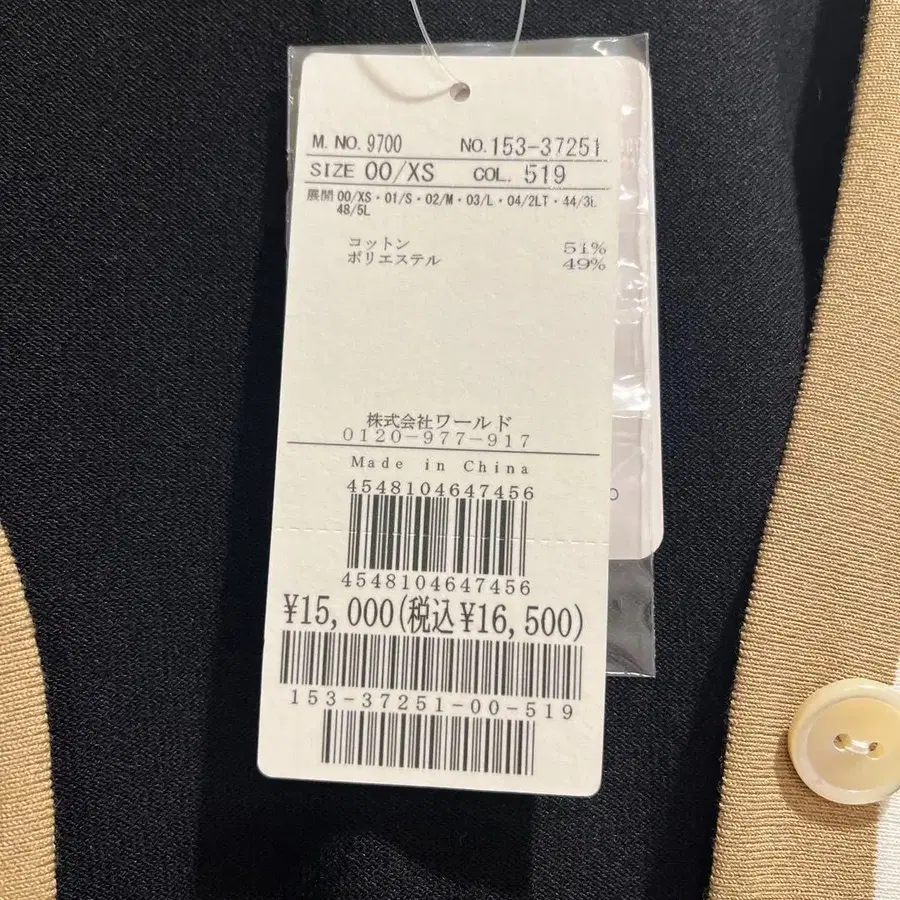 M. NO. 9700 NO. 153-37251
SIZE 00/XS COL. 519
展開 00/XS・01/S・02/M・03/L・04/2LT・44/3L
48/5L
コットン 51%
ポリエステル 49%
株式会社ワールド
0120-977-917
Made in China
4548104647456
4548104647456
¥15,000(税込¥16,500)
153-37251-00-519